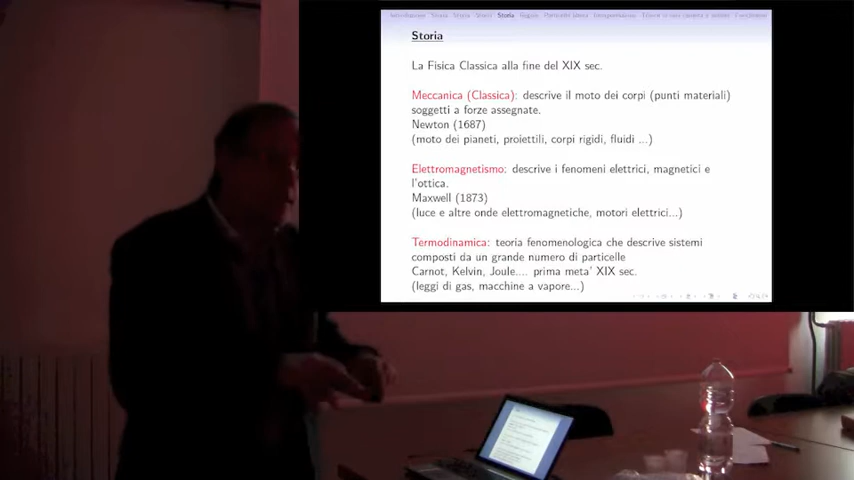 Storia
Storia
La Fisica Classica alla fine del XIX sec.
Meccanica (Classica): descrive il moto dei corpi (punti materiali)
soggetti a forze assegnate.
Newton (1687)
(moto dei pianeti, proiettili, corpi rigidi, fluidi ...)
Elettromagnetismo: descrive i fenomeni elettrici, magnetici e
l'ottica.
Maxwell (1873)
(luce e altre onde elettromagnetiche, motori elettrici...)
Termodinamica: teoria fenomenologica che descrive sistemi
composti da un grande numero di particelle
Carnot, Kelvin, Joule.... prima meta' XIX sec.
(leggi di gas, macchine a vapore...)